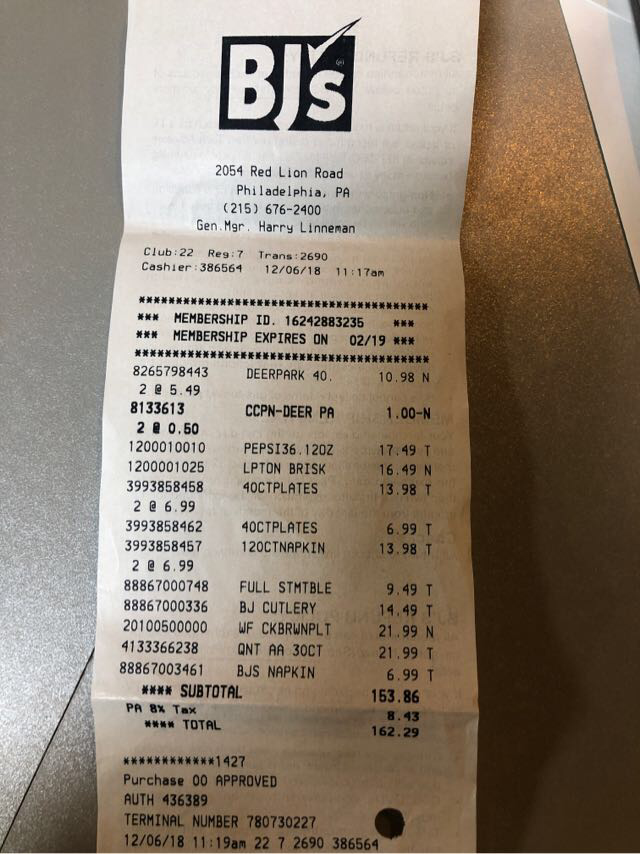 BJ's
2054 Red Lion Road
Philadelphia, PA
(215) 676-2400
Gen.Mgr. Harry Linneman
Club:22 Reg:7 Trans:2690
Cashier:386564 12/06/18 11:17am
****************************************
*** MEMBERSHIP ID. 16242883235 ***
*** MEMBERSHIP EXPIRES ON 02/19 ***
****************************************
8265798443 DEERPARK 40. 10.98 N
2 @ 5.49
8133613 CCPN-DEER PA 1.00-N
2 @ 0.50
1200010010 PEPSI36.12OZ 17.49 T
1200001025 LPTON BRISK 16.49 N
3993858458 40CTPLATES 13.98 T
2 @ 6.99
3993858462 40CTPLATES 6.99 T
3993858457 120CTNAPKIN 13.98 T
2 @ 6.99
88867000748 FULL STMTBLE 9.49 T
88867000336 BJ CUTLERY 14.49 T
20100500000 WF CKBRWNPLT 21.99 N
4133366238 QNT AA 30CT 21.99 T
88867003461 BJS NAPKIN 6.99 T
**** SUBTOTAL 153.86
PA 8% Tax 8.43
**** TOTAL 162.29
************1427
Purchase 00 APPROVED
AUTH 436389
TERMINAL NUMBER 780730227
12/06/18 11:19am 22 7 2690 386564